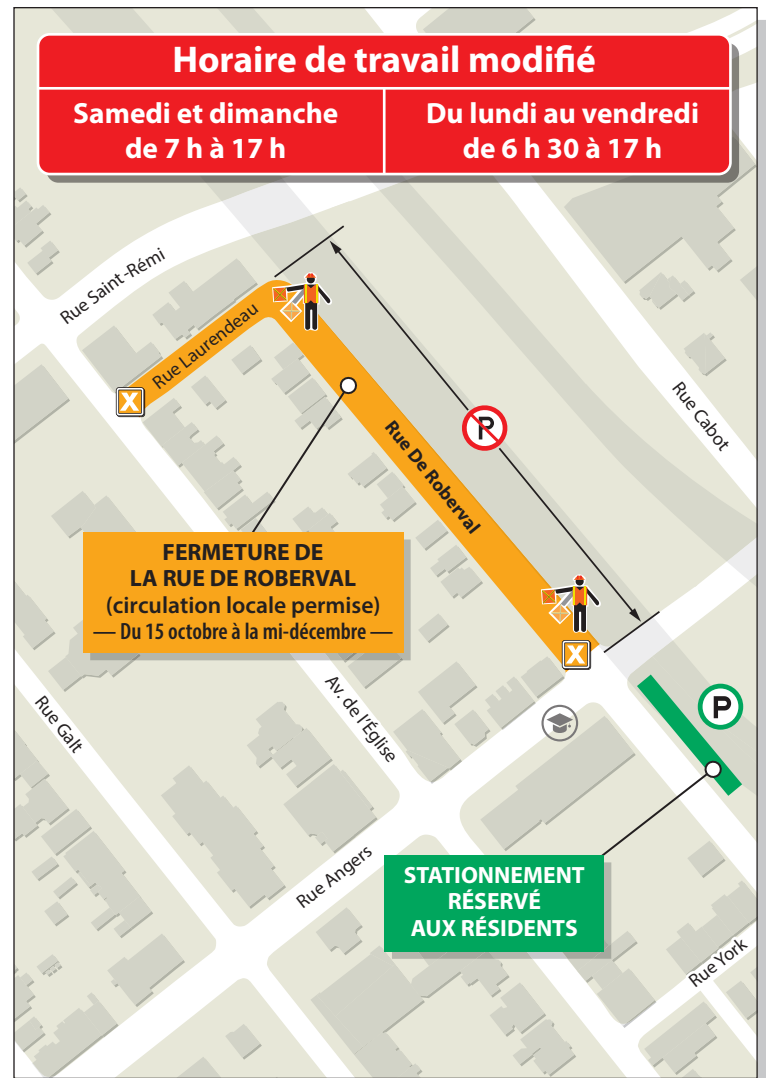 Horaire de travail modifié
Samedi et dimanche
de 7 h à 17 h
Du lundi au vendredi
de 6 h 30 à 17 h
Rue Saint-Rémi
Rue Laurendeau
X
Rue Cabot
P
Rue De Roberval
FERMETURE DE
LA RUE DE ROBERVAL
(circulation locale permise)
— Du 15 octobre à la mi-décembre —
X
Rue Galt
Av. de l'Église
P
Rue Angers
STATIONNEMENT
RÉSERVÉ
AUX RÉSIDENTS
Rue York